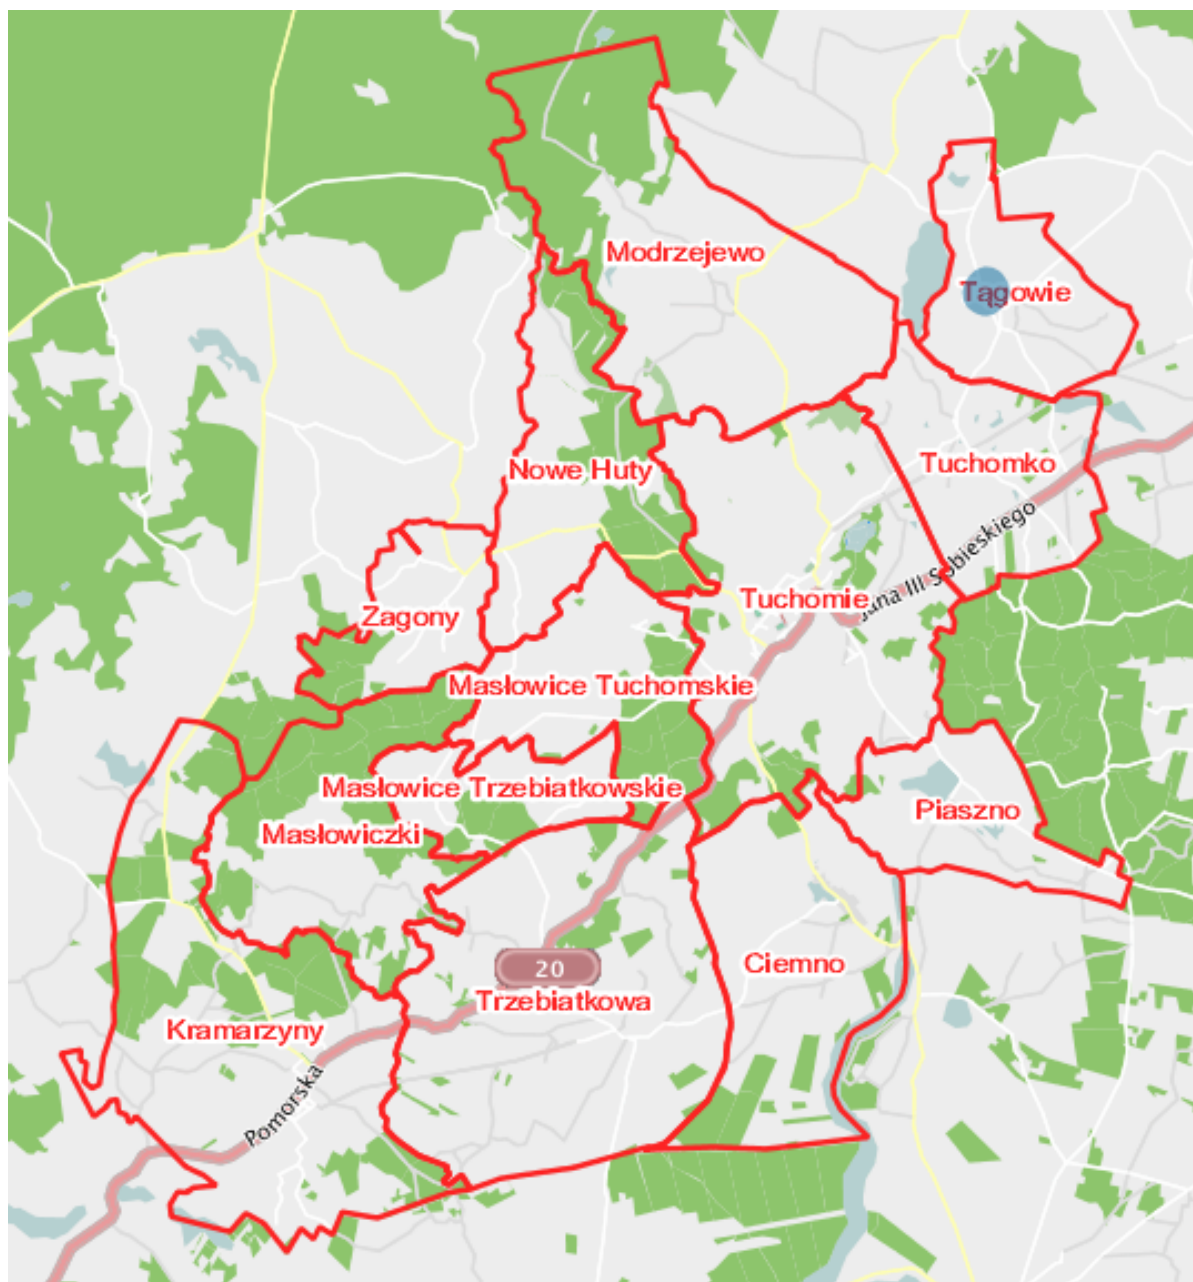 Modrzejewo
Tągowie
Tuchomko
Nowe Huty
Jana III Sobieskiego
Tuchomie
Zagony
Masłowice Tuchomskie
Masłowice Trzebiatkowskie
Piaszno
Masłowiczki
Ciemno
20
Trzebiatkowa
Kramarzyny
Pomorska